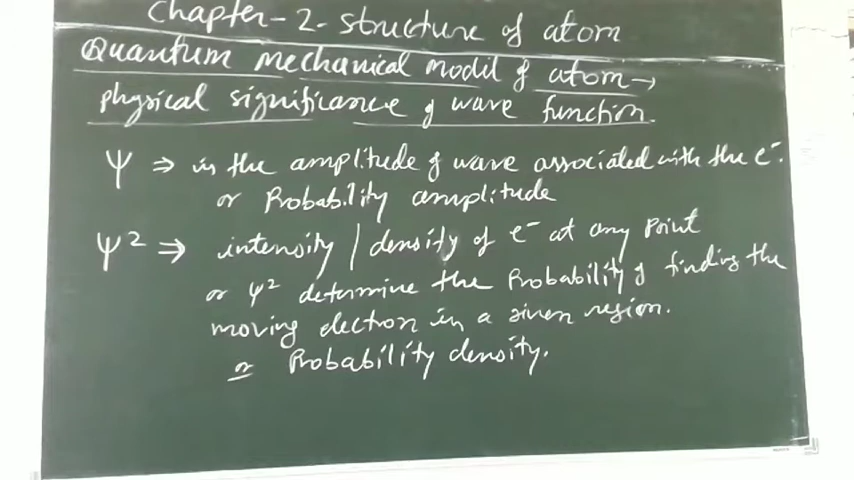 Chapter-2- structure of atom
Quantum mechanical model of atom→
physical significance of wave function.
Ψ ⇒ is the amplitude of wave associated with the e⁻.
or Probability amplitude
Ψ² ⇒ intensity / density of e⁻ at any point
or Ψ² determine the Probability of finding the
moving electron in a given region.
or Probability density.